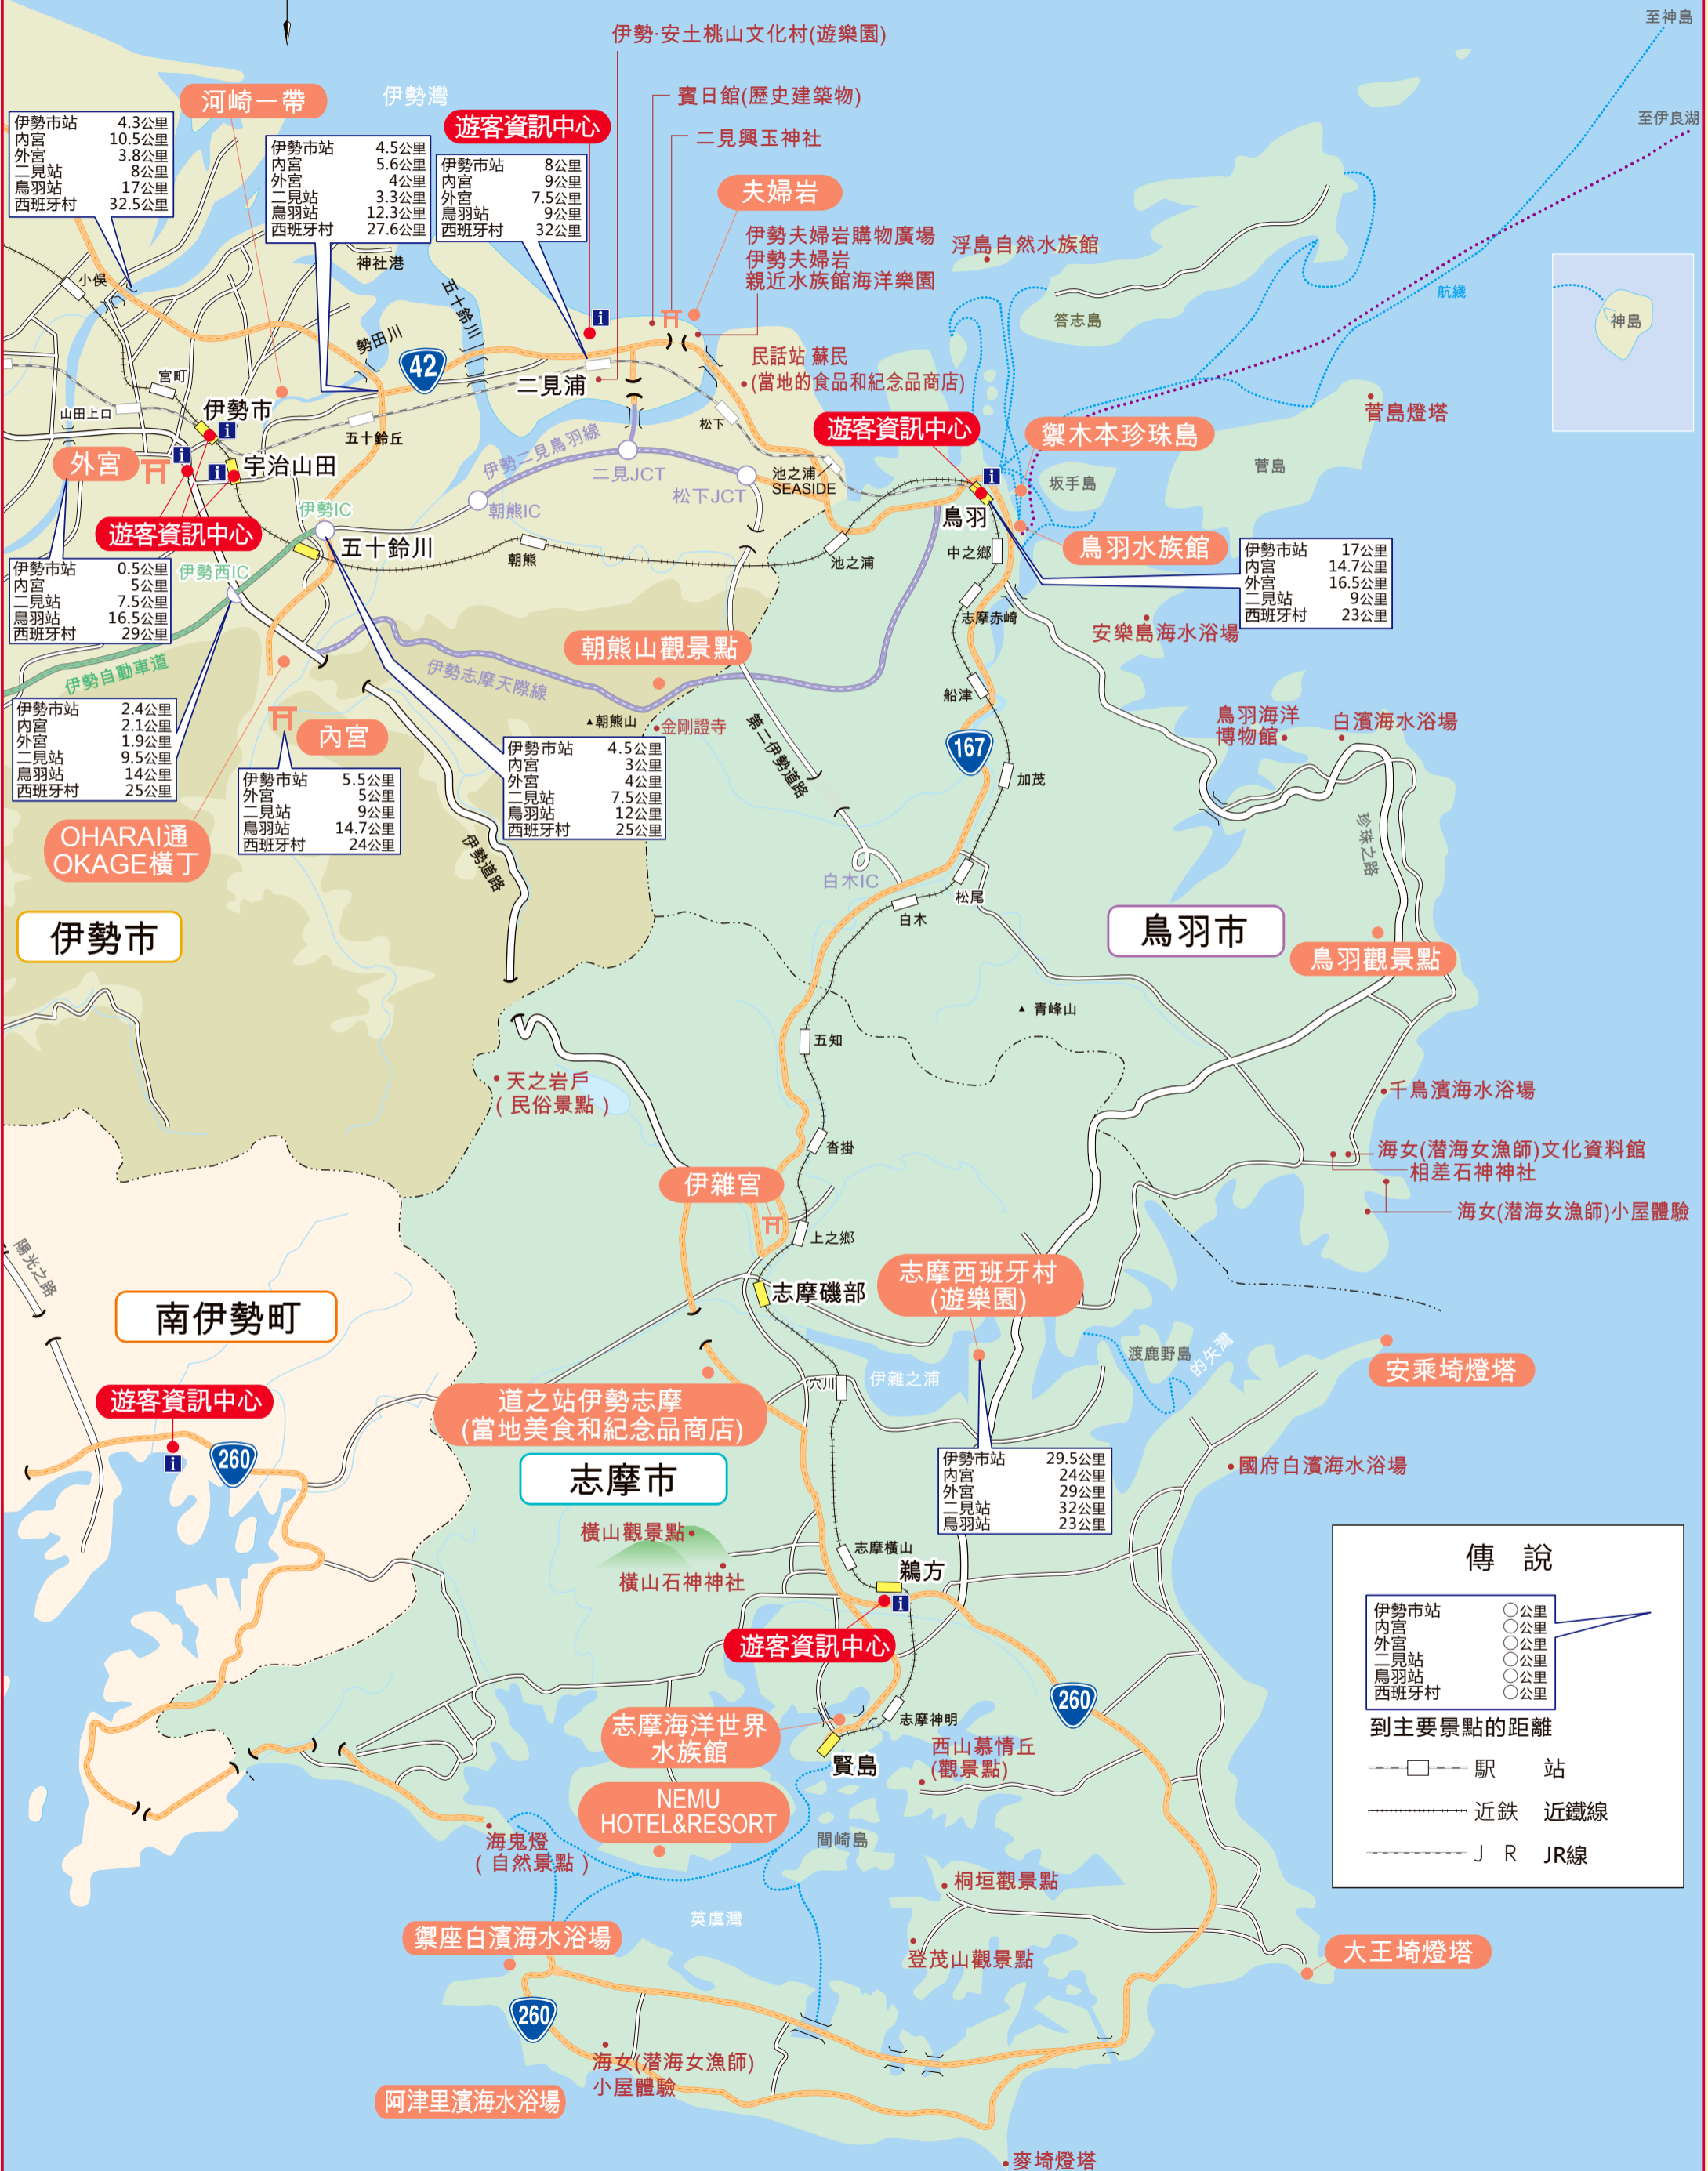 至神島
伊勢·安土桃山文化村(遊樂園)
至伊良湖
河崎一帶
伊勢灣
賓日館(歷史建築物)
遊客資訊中心
二見興玉神社
伊勢市站 4.3公里
內宮 10.5公里
外宮 3.8公里
二見站 8公里
鳥羽站 17公里
西班牙村 32.5公里
伊勢市站 4.5公里
內宮 5.6公里
外宮 4公里
二見站 3.3公里
鳥羽站 12.3公里
西班牙村 27.6公里
伊勢市站 8公里
內宮 9公里
外宮 7.5公里
鳥羽站 9公里
西班牙村 32公里
夫婦岩
伊勢夫婦岩購物廣場
伊勢夫婦岩
親近水族館海洋樂園
浮島自然水族館
神社港
小俣
五十鈴川
勢田川
42
航綫
答志島
神島
民話站 蘇民
(當地的食品和紀念品商店)
二見浦
宮町
山田上口
伊勢市
五十鈴丘
松下
菅島燈塔
遊客資訊中心
禦木本珍珠島
外宮
宇治山田
伊勢二見鳥羽線
二見JCT
松下JCT
池之浦
SEASIDE
坂手島
菅島
朝熊IC
伊勢IC
鳥羽
遊客資訊中心
五十鈴川
朝熊
池之浦
中之鄉
鳥羽水族館
伊勢市站 17公里
內宮 14.7公里
外宮 16.5公里
二見站 9公里
西班牙村 23公里
伊勢市站 0.5公里
內宮 5公里
二見站 7.5公里
鳥羽站 16.5公里
西班牙村 29公里
伊勢西IC
志摩赤崎
安樂島海水浴場
朝熊山觀景點
伊勢自動車道
伊勢志摩天際線
船津
伊勢市站 2.4公里
內宮 2.1公里
外宮 1.9公里
二見站 9.5公里
鳥羽站 14公里
西班牙村 25公里
內宮
朝熊山
金剛證寺
第二伊勢道路
167
鳥羽海洋
博物館
白濱海水浴場
伊勢市站 4.5公里
內宮 3公里
外宮 4公里
二見站 7.5公里
鳥羽站 12公里
西班牙村 25公里
伊勢市站 5.5公里
外宮 5公里
二見站 9公里
鳥羽站 14.7公里
西班牙村 24公里
加茂
OHARAI通
OKAGE橫丁
伊勢道路
珍珠之路
白木IC
松尾
白木
伊勢市
鳥羽市
鳥羽觀景點
青峰山
五知
天之岩戶
( 民俗景點 )
千鳥濱海水浴場
沓掛
海女(潜海女漁師)文化資料館
相差石神神社
伊雜宮
海女(潜海女漁師)小屋體驗
上之鄉
陽光之路
南伊勢町
志摩磯部
志摩西班牙村
(遊樂園)
渡鹿野島
的矢灣
伊雜之浦
安乘埼燈塔
穴川
遊客資訊中心
道之站伊勢志摩
(當地美食和紀念品商店)
260
志摩市
伊勢市站 29.5公里
內宮 24公里
外宮 29公里
二見站 32公里
鳥羽站 23公里
國府白濱海水浴場
橫山觀景點
橫山石神神社
志摩橫山
鵜方
遊客資訊中心
傳 說
伊勢市站 ○公里
內宮 ○公里
外宮 ○公里
二見站 ○公里
鳥羽站 ○公里
西班牙村 ○公里
到主要景點的距離
駅 站
近鉄 近鐵線
J R JR線
260
志摩海洋世界
水族館
志摩神明
賢島
西山慕情丘
(觀景點)
NEMU
HOTEL&RESORT
間崎島
海鬼燈
( 自然景點 )
桐垣觀景點
英虞灣
禦座白濱海水浴場
登茂山觀景點
大王埼燈塔
260
海女(潜海女漁師)
小屋體驗
阿津里濱海水浴場
麥埼燈塔